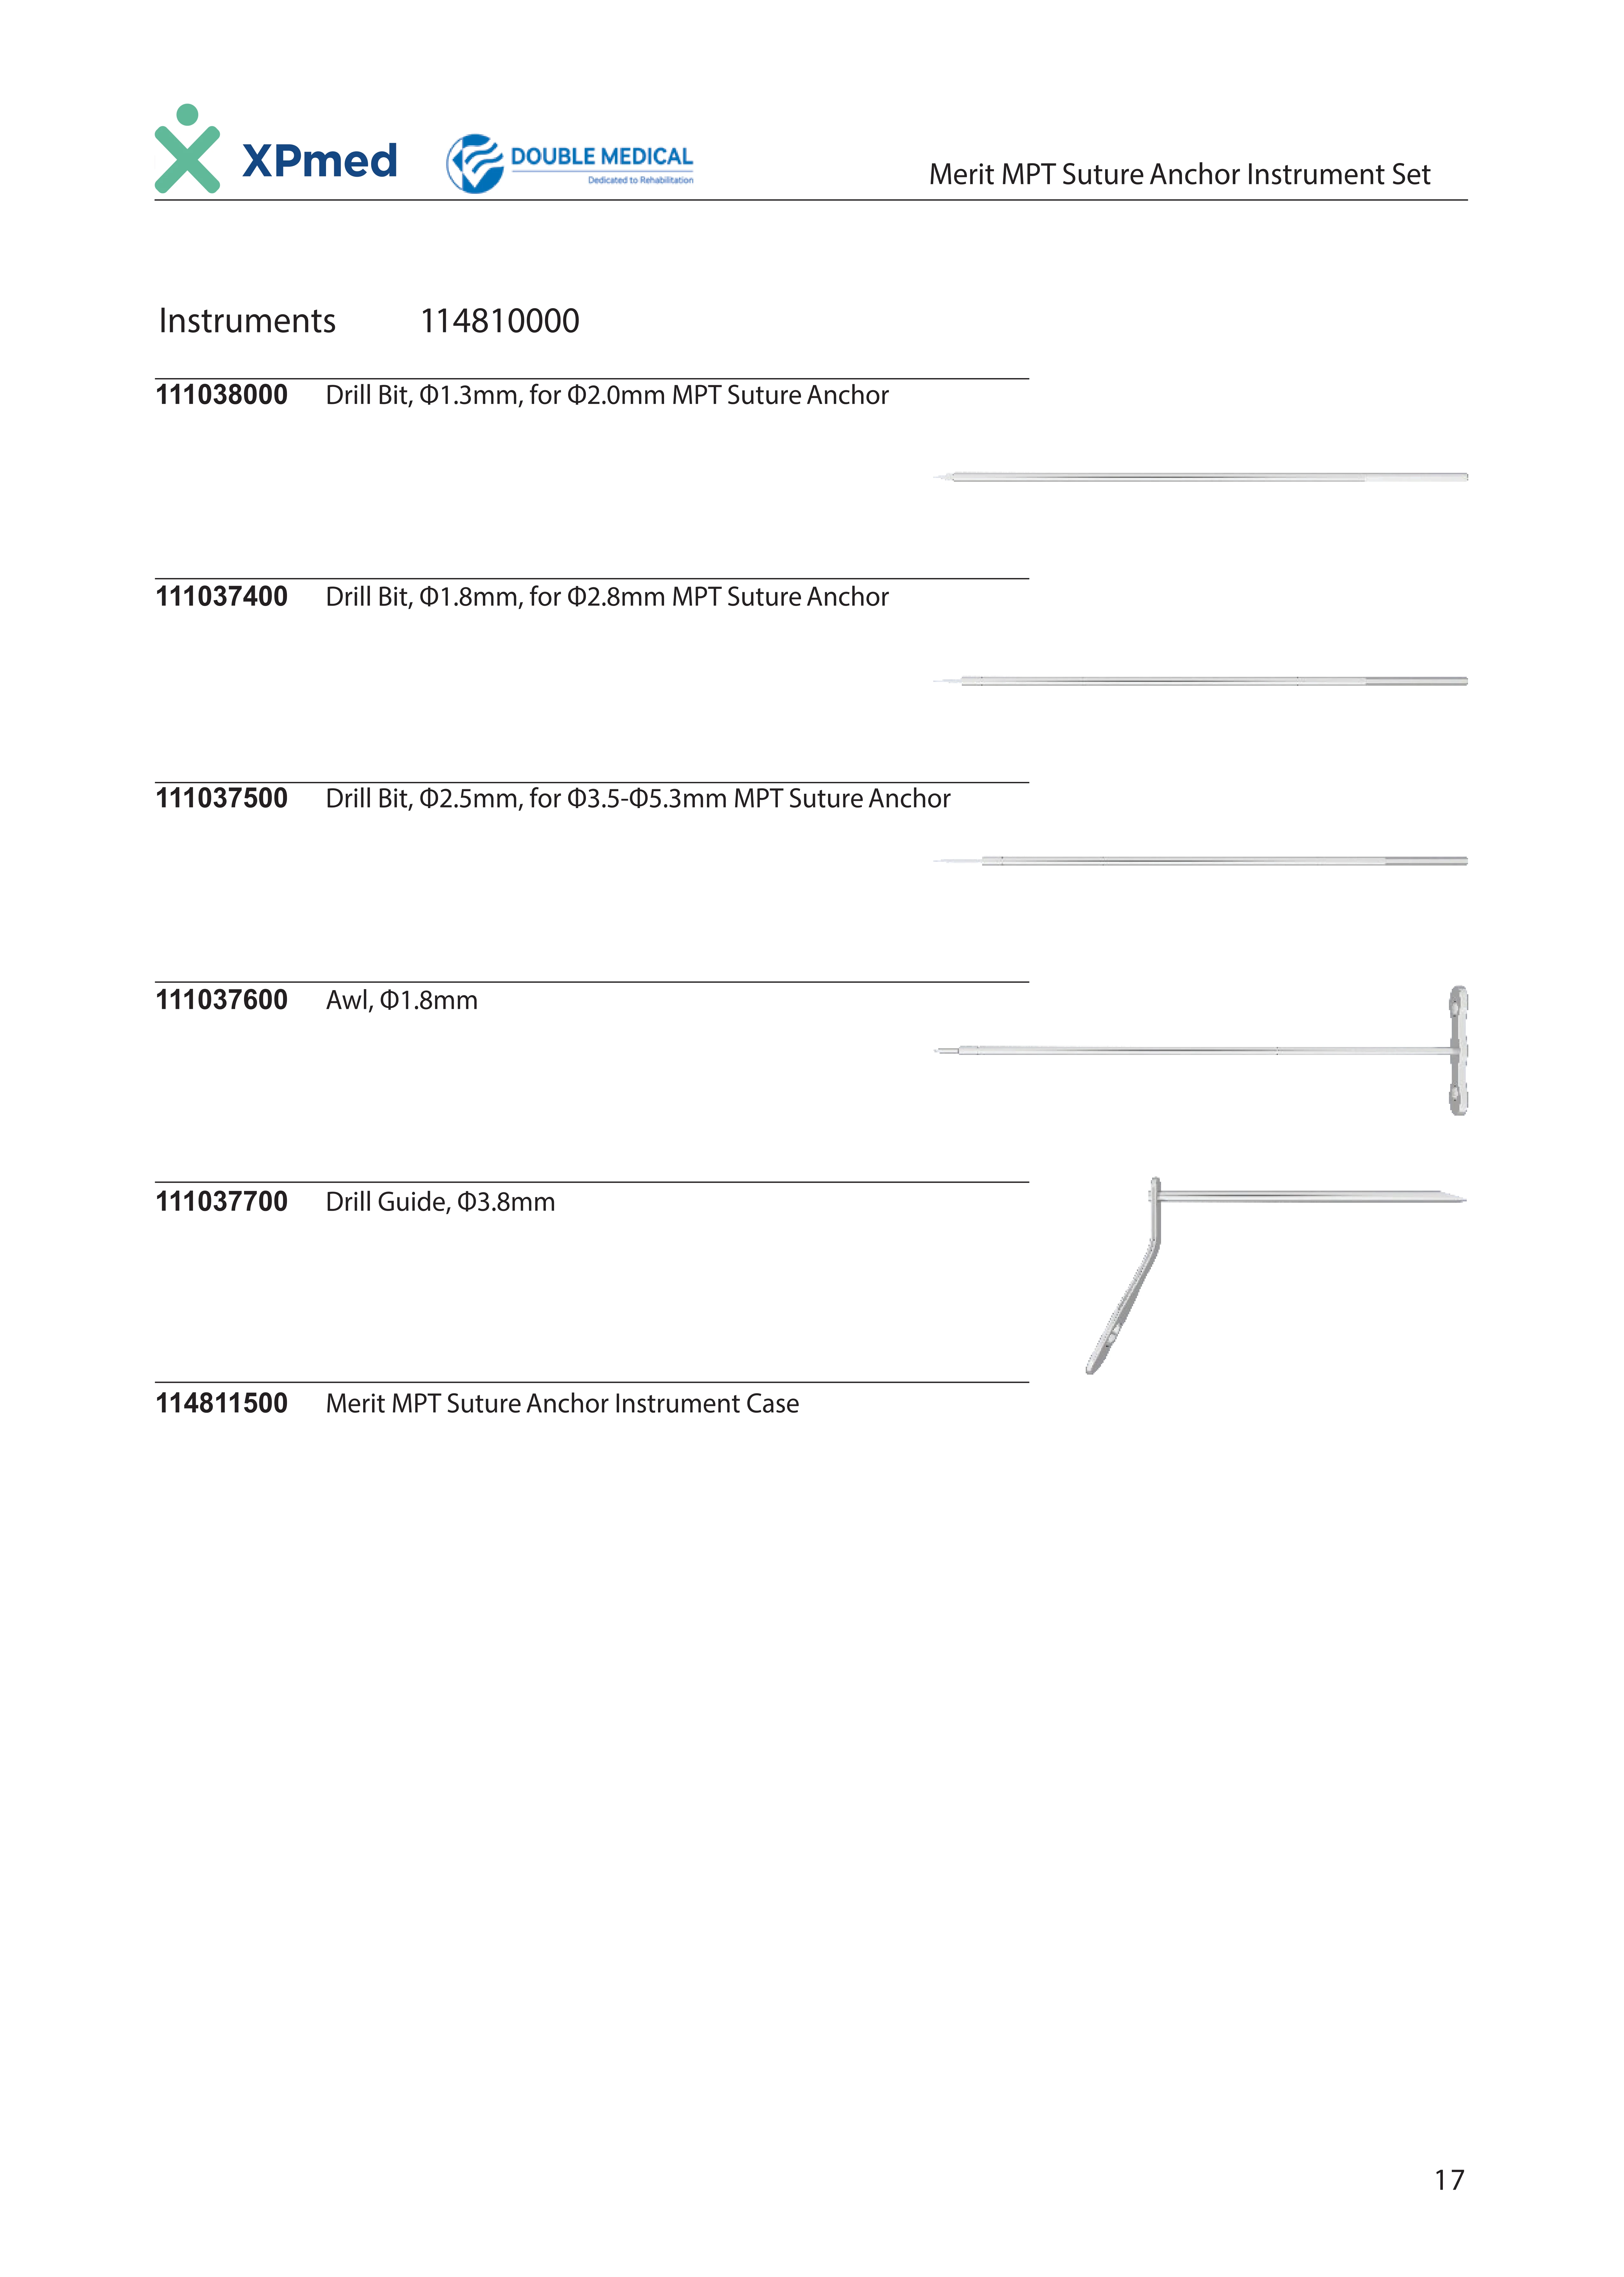 XPmed
DOUBLE MEDICAL
Dedicated to Rehabilitation
Merit MPT Suture Anchor Instrument Set
Instruments 114810000
111038000 Drill Bit, Φ1.3mm, for Φ2.0mm MPT Suture Anchor
111037400 Drill Bit, Φ1.8mm, for Φ2.8mm MPT Suture Anchor
111037500 Drill Bit, Φ2.5mm, for Φ3.5-Φ5.3mm MPT Suture Anchor
111037600 Awl, Φ1.8mm
111037700 Drill Guide, Φ3.8mm
114811500 Merit MPT Suture Anchor Instrument Case
17